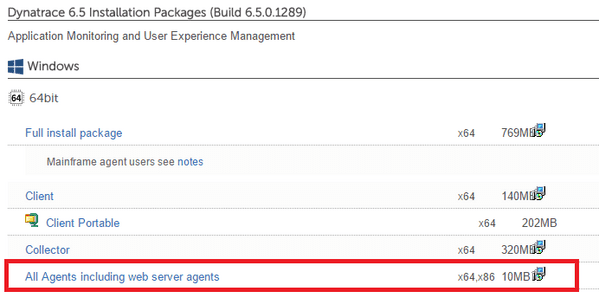 Dynatrace 6.5 Installation Packages (Build 6.5.0.1289)
Application Monitoring and User Experience Management
Windows
64 64bit
Full install package x64 769MB
Mainframe agent users see notes
Client x64 140MB
Client Portable x64 202MB
Collector x64 320MB
All Agents including web server agents x64,x86 10MB